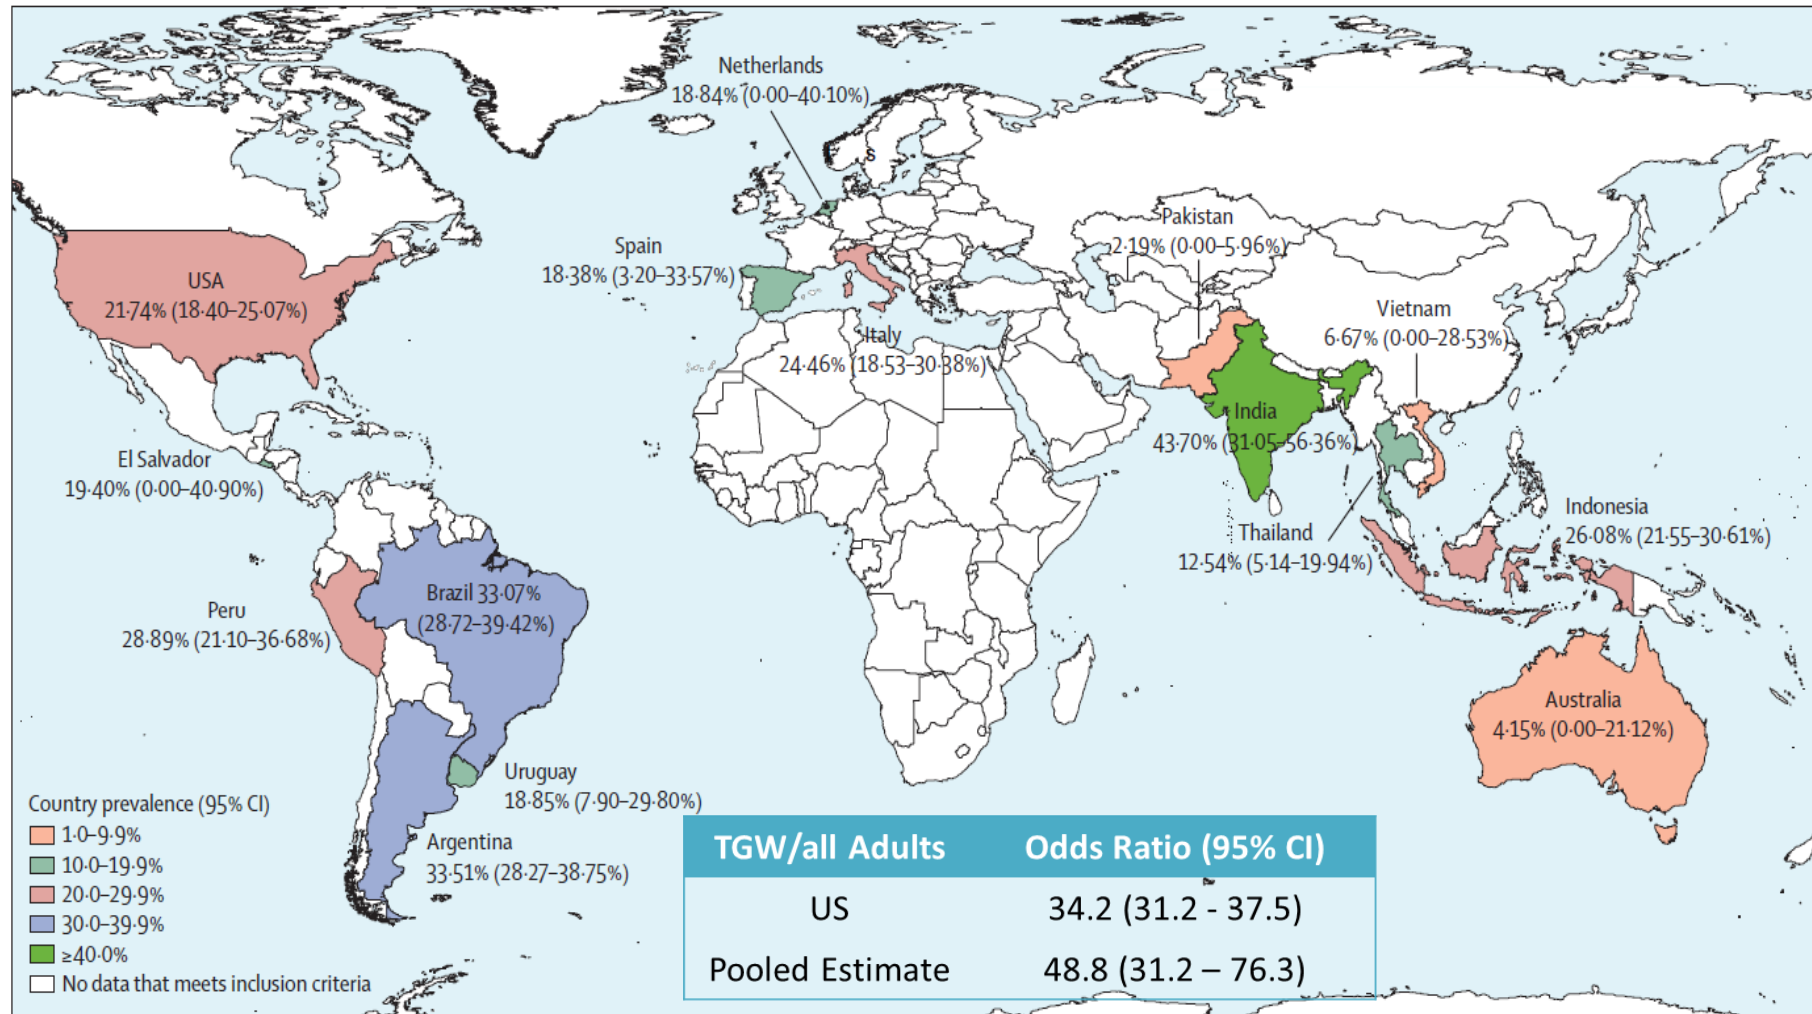 Netherlands
18·84% (0·00–40·10%)
s
Pakistan
2·19% (0·00–5·96%)
Spain
18·38% (3·20–33·57%)
USA
21·74% (18·40–25·07%)
Vietnam
6·67% (0·00–28·53%)
Italy
24·46% (18·53–30·38%)
India
43·70% (31·05–56·36%)
El Salvador
19·40% (0·00–40·90%)
Indonesia
26·08% (21·55–30·61%)
Thailand
12·54% (5·14–19·94%)
Brazil 33·07%
(28·72–39·42%)
Peru
28·89% (21·10–36·68%)
Australia
4·15% (0·00–21·12%)
Uruguay
18·85% (7·90–29·80%)
Argentina
33·51% (28·27–38·75%)
Country prevalence (95% CI)
1·0–9·9%
10·0–19·9%
20·0–29·9%
30·0–39·9%
≥40·0%
No data that meets inclusion criteria
TGW/all Adults Odds Ratio (95% CI)
US 34.2 (31.2 - 37.5)
Pooled Estimate 48.8 (31.2 – 76.3)